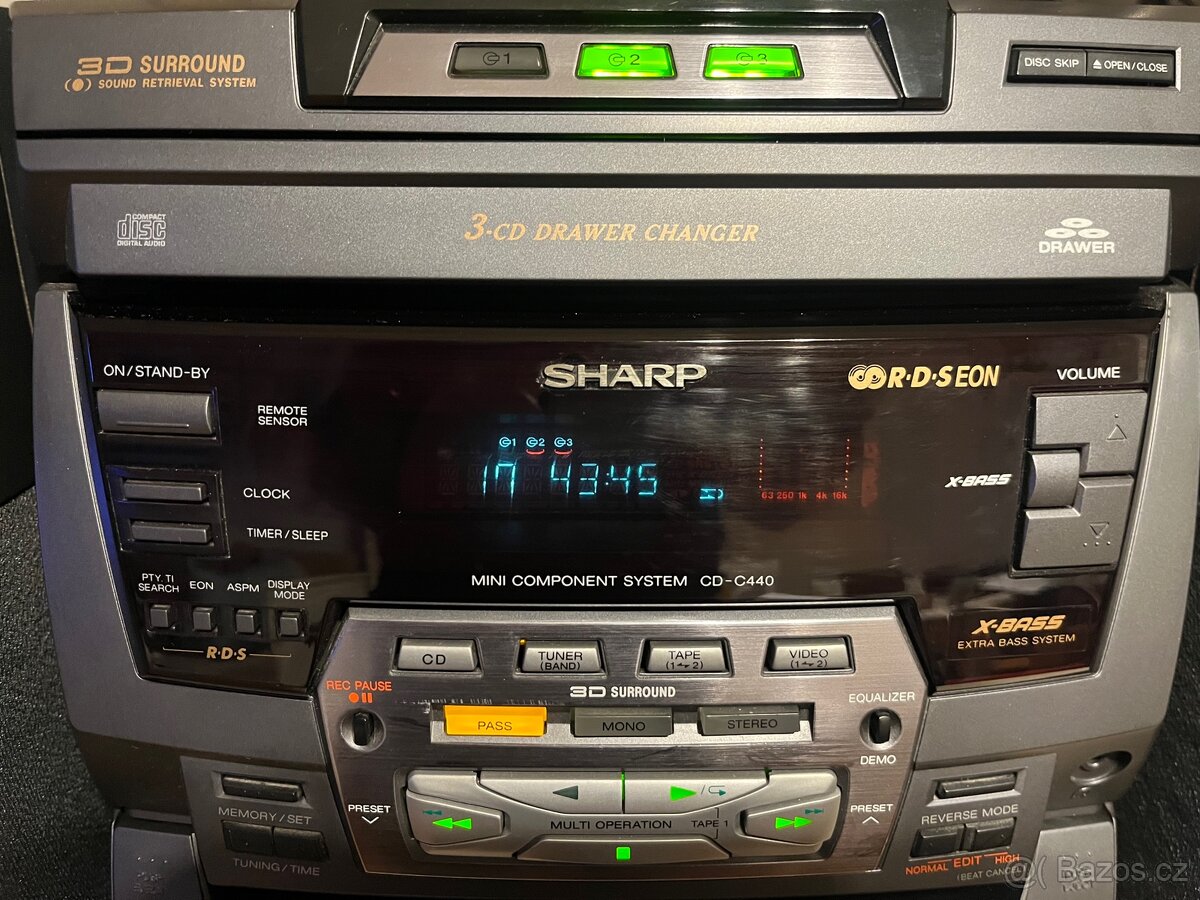 3D SURROUND
SOUND RETRIEVAL SYSTEM
1
2
3
DISC SKIP
OPEN/CLOSE
COMPACT
disc
DIGITAL AUDIO
3-CD DRAWER CHANGER
DRAWER
ON/STAND-BY
REMOTE
SENSOR
CLOCK
TIMER/SLEEP
SHARP
R·D·S EON
VOLUME
1 2 3
17 43:45
63 250 1k 4k 16k
X-BASS
MINI COMPONENT SYSTEM CD-C440
PTY. TI
SEARCH
EON
ASPM
DISPLAY
MODE
R·D·S
X-BASS
EXTRA BASS SYSTEM
CD
TUNER
(BAND)
TAPE
(1↔2)
VIDEO
(1↔2)
REC PAUSE
3D SURROUND
EQUALIZER
PASS
MONO
STEREO
DEMO
PRESET
MULTI OPERATION
TAPE 1
PRESET
MEMORY/SET
TUNING/TIME
REVERSE MODE
NORMAL EDIT HIGH
(BEAT CANCEL)
Bazos.cz